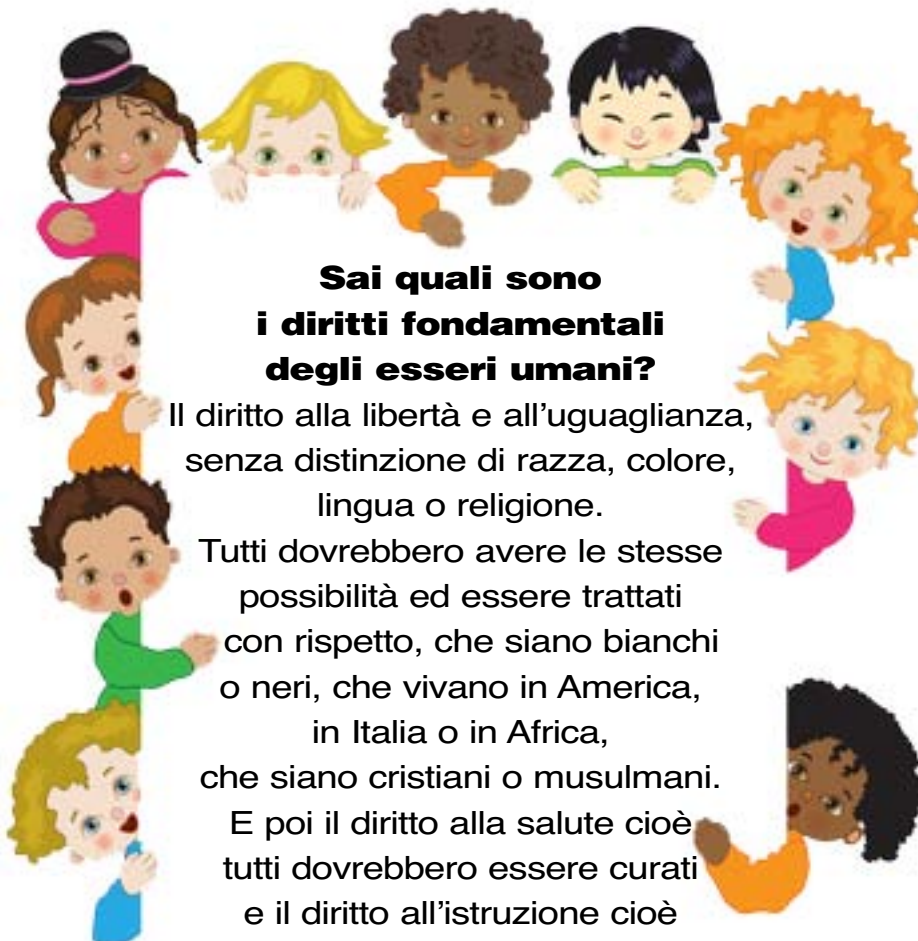 Sai quali sono
i diritti fondamentali
degli esseri umani?
Il diritto alla libertà e all’uguaglianza,
senza distinzione di razza, colore,
lingua o religione.
Tutti dovrebbero avere le stesse
possibilità ed essere trattati
con rispetto, che siano bianchi
o neri, che vivano in America,
in Italia o in Africa,
che siano cristiani o musulmani.
E poi il diritto alla salute cioè
tutti dovrebbero essere curati
e il diritto all’istruzione cioè